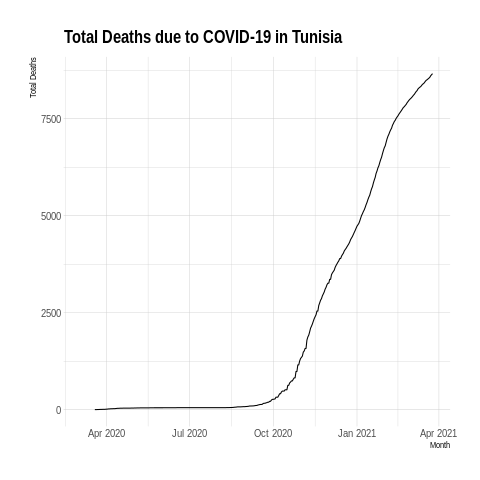 Total Deaths due to COVID-19 in Tunisia
Total Deaths
7500
5000
2500
0
Apr 2020 Jul 2020 Oct 2020 Jan 2021 Apr 2021
Month